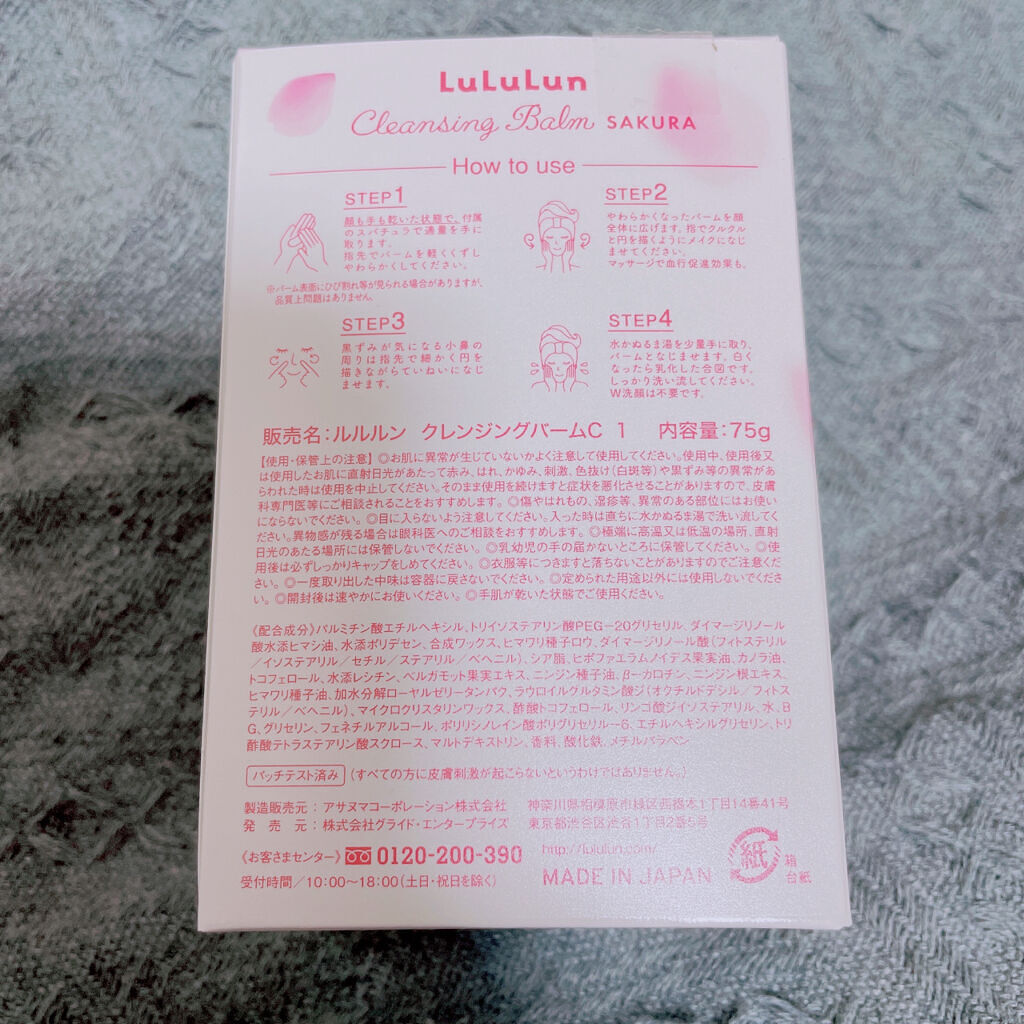 LuLuLun
Cleansing Balm SAKURA
How to use
STEP1
顔も手も乾いた状態で、付属
のスパチュラで適量を手に
取ります。
指先でバームを軽くくずし
やわらかくしてください。
※バーム表面にひび割れ等が見られる場合がありますが、
品質上問題はありません。
STEP2
やわらかくなったバームを顔
全体に広げます。指でクルクル
と円を描くようにメイクになじ
ませてください。
マッサージで血行促進効果も。
STEP3
黒ずみが気になる小鼻の
周りは指先で細かく円を
描きながらていねいになじ
ませます。
STEP4
水かぬるま湯を少量手に取り、
バームとなじませます。白く
なったら乳化した合図です。
しっかり洗い流してください。
W洗顔は不要です。
販売名：ルルルン クレンジングバームC 1 内容量：75g
【使用・保管上の注意】◎お肌に異常が生じていないかよく注意して使用してください。使用中、使用後又
は使用したお肌に直射日光があたって赤み、はれ、かゆみ、刺激、色抜け(白斑等)や黒ずみ等の異常があ
らわれた時は使用を中止してください。そのまま使用を続けますと症状を悪化させることがありますので、皮膚
科専門医等にご相談されることをおすすめします。◎傷やはれもの、湿疹等、異常のある部位にはお使い
にならないでください。◎目に入らないよう注意してください。入った時は直ちに水かぬるま湯で洗い流してく
ださい。異物感が残る場合は眼科医へのご相談をおすすめします。◎極端に高温又は低温の場所、直射
日光のあたる場所には保管しないでください。◎乳幼児の手の届かないところに保管してください。◎使
用後は必ずしっかりキャップをしめてください。◎衣服等につきますと落ちないことがありますのでご注意くだ
さい。◎一度取り出した中味は容器に戻さないでください。◎定められた用途以外には使用しないでくださ
い。◎開封後は速やかにお使いください。◎手肌が乾いた状態でご使用ください。
《配合成分》パルミチン酸エチルヘキシル、トリイソステアリン酸PEG-20グリセリル、ダイマージリノール
酸水添ヒマシ油、水添ポリデセン、合成ワックス、ヒマワリ種子ロウ、ダイマージリノール酸(フィトステリル
/イソステアリル/セチル/ステアリル/ベヘニル)、シア脂、ヒポファエラムノイデス果実油、カノラ油、
トコフェロール、水添レシチン、ベルガモット果実エキス、ニンジン種子油、β-カロチン、ニンジン根エキス、
ヒマワリ種子油、加水分解ローヤルゼリータンパク、ラウロイルグルタミン酸ジ(オクチルドデシル/フィトス
テリル/ベヘニル)、マイクロクリスタリンワックス、酢酸トコフェロール、リンゴ酸ジイソステアリル、水、B
G、グリセリン、フェネチルアルコール、ポリリシノレイン酸ポリグリセリル-6、エチルヘキシルグリセリン、トリ
酢酸テトラステアリン酸スクロース、マルトデキストリン、香料、酸化鉄、メチルパラベン
パッチテスト済み (すべての方に皮膚刺激が起こらないというわけではありません。)
製造販売元：アサヌマコーポレーション株式会社 神奈川県相模原市緑区西橋本1丁目14番41号
発 売 元：株式会社グライド・エンタープライズ 東京都渋谷区渋谷1丁目2番5号
《お客さまセンター》 0120-200-390 http://lululun.com/
受付時間/10:00〜18:00(土日・祝日を除く) MADE IN JAPAN
紙
箱
台紙